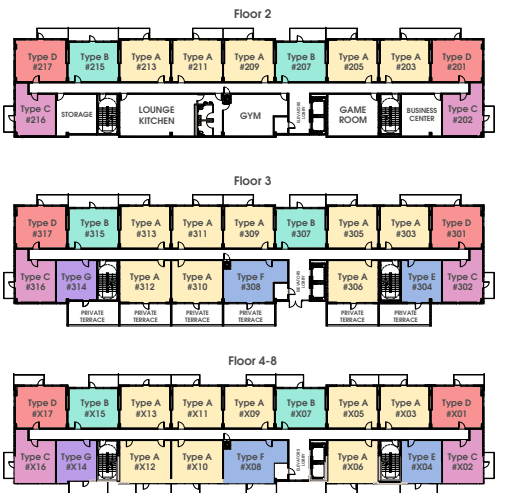 Floor 2
Type D Type B Type A Type A Type A Type B Type A Type A Type D
#217 #215 #213 #211 #209 #207 #205 #203 #201
Type C STORAGE LOUNGE GYM ELEVATORS GAME BUSINESS Type C
#216 KITCHEN LOBBY ROOM CENTER #202
Floor 3
Type D Type B Type A Type A Type A Type B Type A Type A Type D
#317 #315 #313 #311 #309 #307 #305 #303 #301
Type C Type G Type A Type A Type F ELEVATORS Type A Type E Type C
#316 #314 #312 #310 #308 LOBBY #306 #304 #302
PRIVATE PRIVATE PRIVATE PRIVATE PRIVATE PRIVATE
TERRACE TERRACE TERRACE TERRACE TERRACE TERRACE
Floor 4-8
Type D Type B Type A Type A Type A Type B Type A Type A Type D
#X17 #X15 #X13 #X11 #X09 #X07 #X05 #X03 #X01
Type C Type G Type A Type A Type F ELEVATORS Type A Type E Type C
#X16 #X14 #X12 #X10 #X08 LOBBY #X06 #X04 #X02